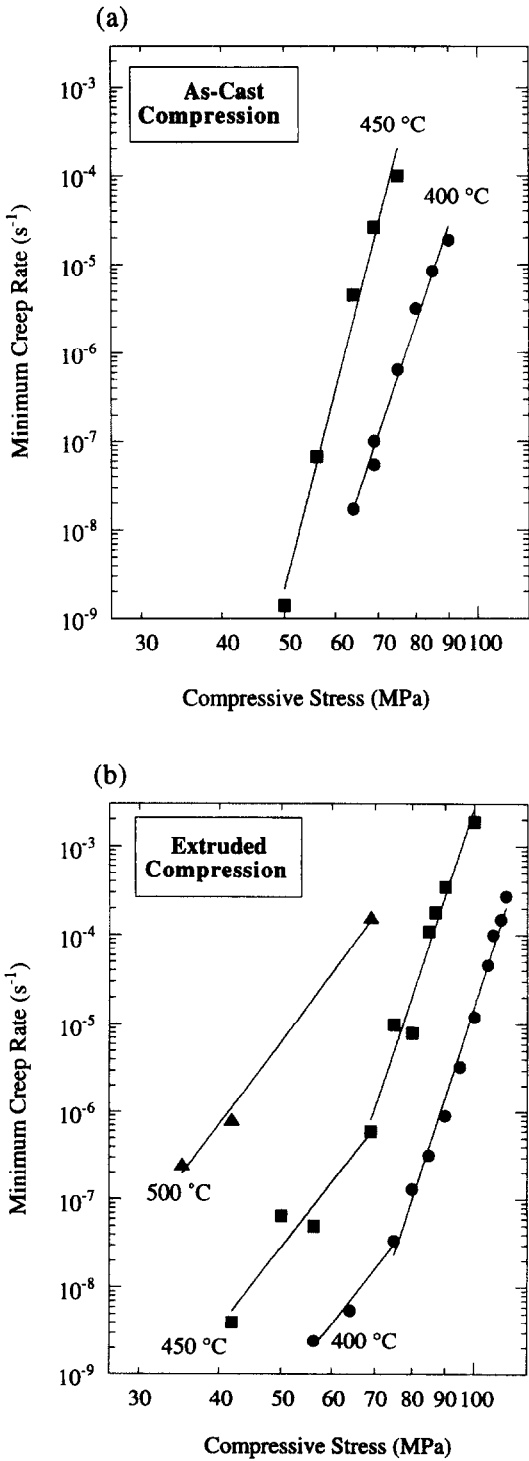 (a)
As-Cast
Compression
450 °C
400 °C
10⁻³
10⁻⁴
10⁻⁵
10⁻⁶
10⁻⁷
10⁻⁸
10⁻⁹
Minimum Creep Rate (s⁻¹)
30 40 50 60 70 80 90 100
Compressive Stress (MPa)
(b)
Extruded
Compression
10⁻³
10⁻⁴
10⁻⁵
10⁻⁶
10⁻⁷
10⁻⁸
10⁻⁹
Minimum Creep Rate (s⁻¹)
500 °C
450 °C
400 °C
30 40 50 60 70 80 90 100
Compressive Stress (MPa)